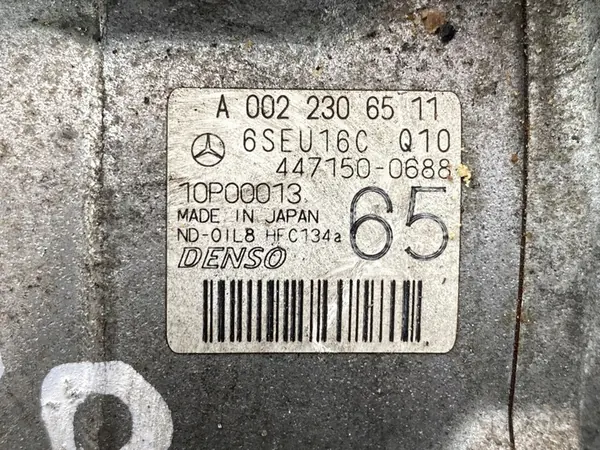 A 002 230 65 11
6SEU16C Q10
447150-0688
10P00013
MADE IN JAPAN
ND-OIL8 HFC134a
65
DENSO